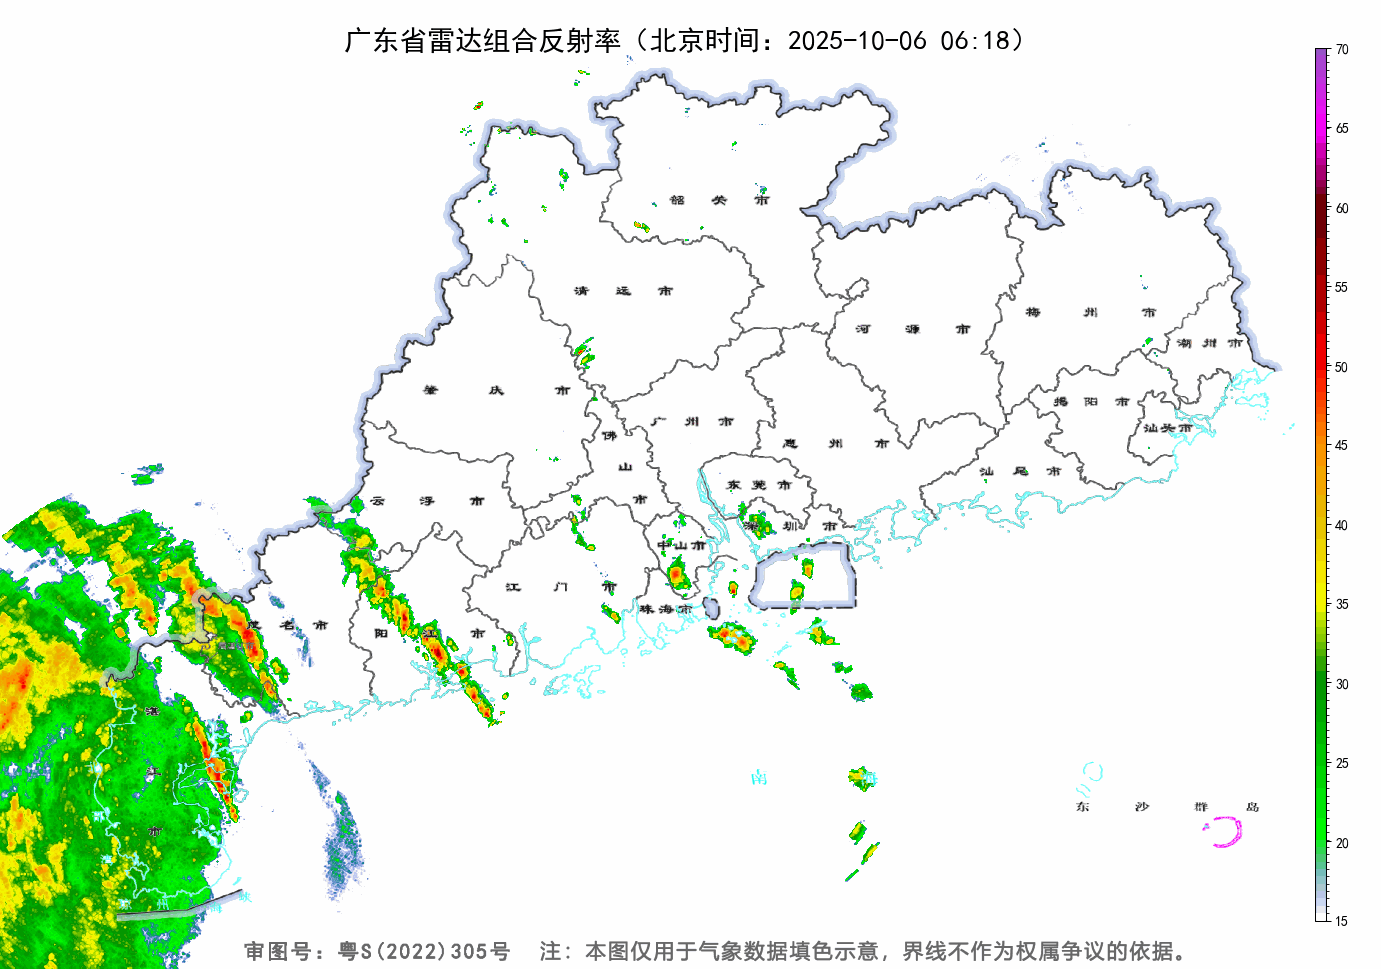 广东省雷达组合反射率（北京时间：2025-10-06 06:18）
70
65
60
55
50
45
40
35
30
25
20
15
韶关市
清远市
河源市
梅州市
潮州市
肇庆市
广州市
揭阳市
汕头市
佛山市
惠州市
汕尾市
云浮市
东莞市
深圳市
中山市
江门市
珠海市
茂名市
阳江市
湛江市
南海
东沙群岛
琼州海峡
审图号：粤S(2022)305号 注：本图仅用于气象数据填色示意，界线不作为权属争议的依据。